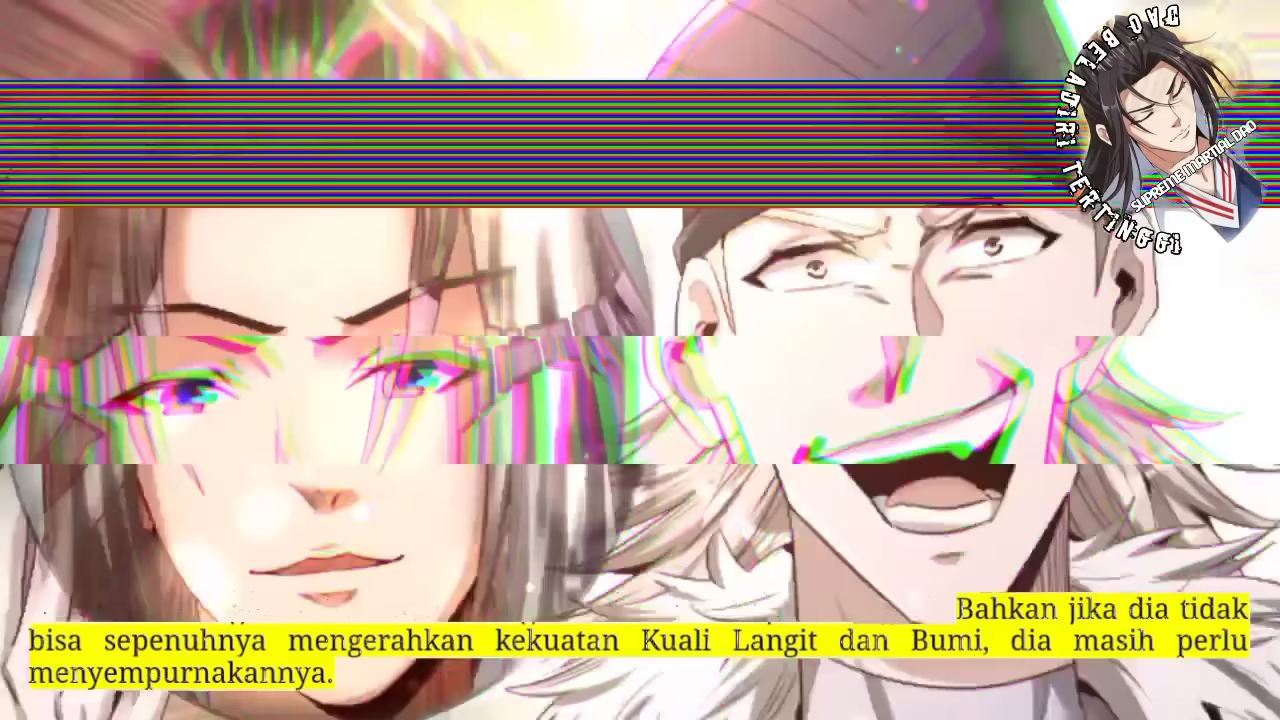 DAO BELADIRI TERTINGGI
SUPREME MARTIAL DAO
Bahkan jika dia tidak
bisa sepenuhnya mengerahkan kekuatan Kuali Langit dan Bumi, dia masih perlu
menyempurnakannya.